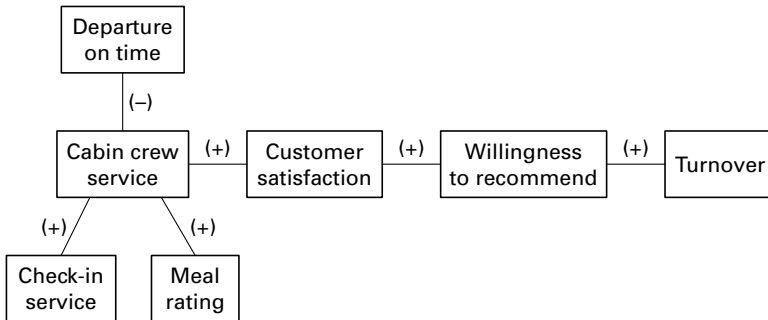 Departure
on time
(–)
Cabin crew
service
(+)
Customer
satisfaction
(+)
Willingness
to recommend
(+)
Turnover
(+)
(+)
Check-in
service
Meal
rating